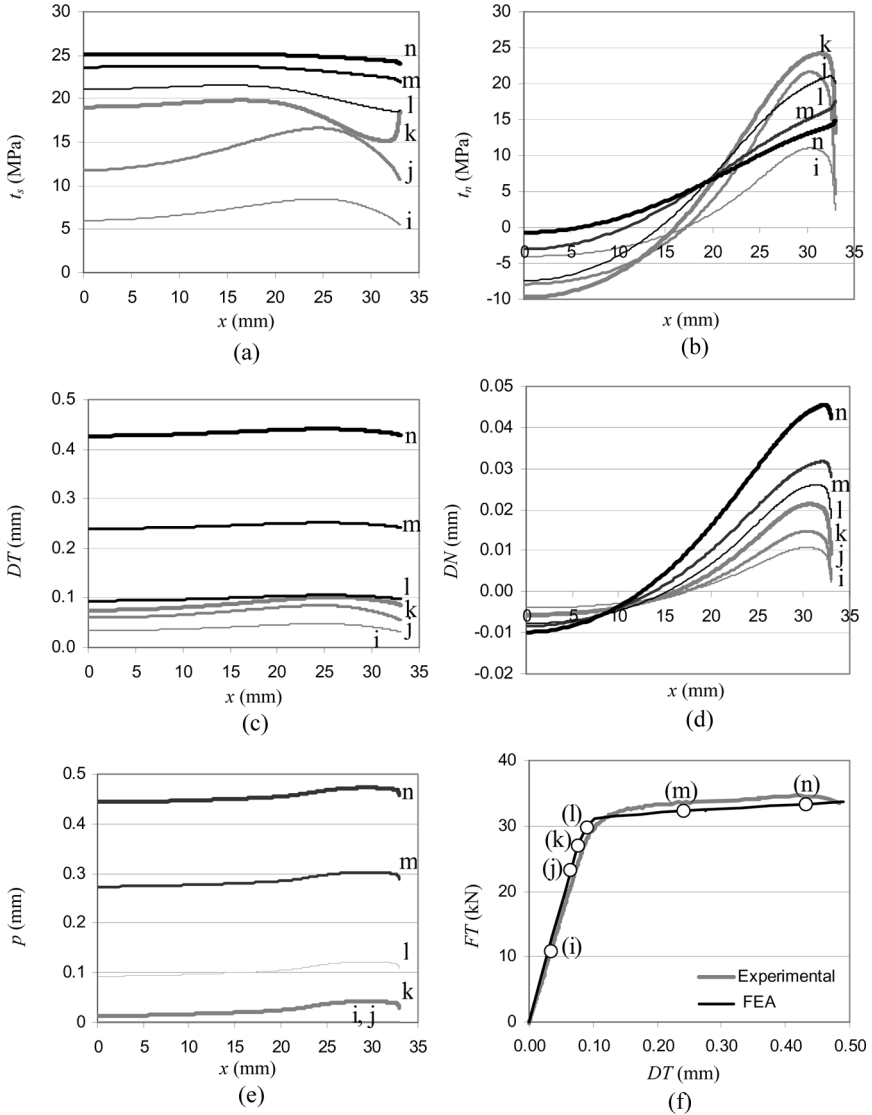 30
25
20
15
10
5
0
0 5 10 15 20 25 30 35
t_s (MPa)
x (mm)
n
m
l
k
j
i
(a)
30
25
20
15
10
5
0
-5
-10
0 5 10 15 20 25 30 35
t_n (MPa)
x (mm)
k
j
l
m
n
i
(b)
0.5
0.4
0.3
0.2
0.1
0.0
0 5 10 15 20 25 30 35
DT (mm)
x (mm)
n
m
l
k
j
i
(c)
0.05
0.04
0.03
0.02
0.01
0.00
-0.01
-0.02
0 5 10 15 20 25 30 35
DN (mm)
x (mm)
n
m
l
k
j
i
(d)
0.5
0.4
0.3
0.2
0.1
0
0 5 10 15 20 25 30 35
p (mm)
x (mm)
n
m
l
k
i, j
(e)
40
30
20
10
0
0.00 0.10 0.20 0.30 0.40 0.50
FT (kN)
DT (mm)
(n)
(m)
(l)
(k)
(j)
(i)
Experimental
FEA
(f)